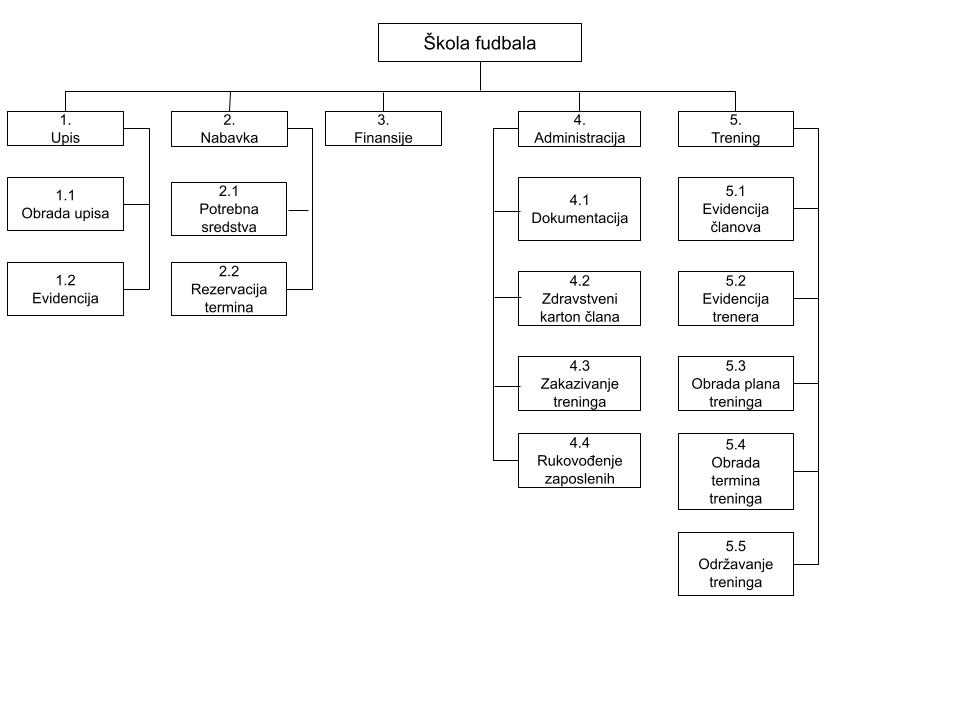 Škola fudbala
1.
Upis
2.
Nabavka
3.
Finansije
4.
Administracija
5.
Trening
1.1
Obrada upisa
1.2
Evidencija
2.1
Potrebna
sredstva
2.2
Rezervacija
termina
4.1
Dokumentacija
4.2
Zdravstveni
karton člana
4.3
Zakazivanje
treninga
4.4
Rukovođenje
zaposlenih
5.1
Evidencija
članova
5.2
Evidencija
trenera
5.3
Obrada plana
treninga
5.4
Obrada
termina
treninga
5.5
Održavanje
treninga